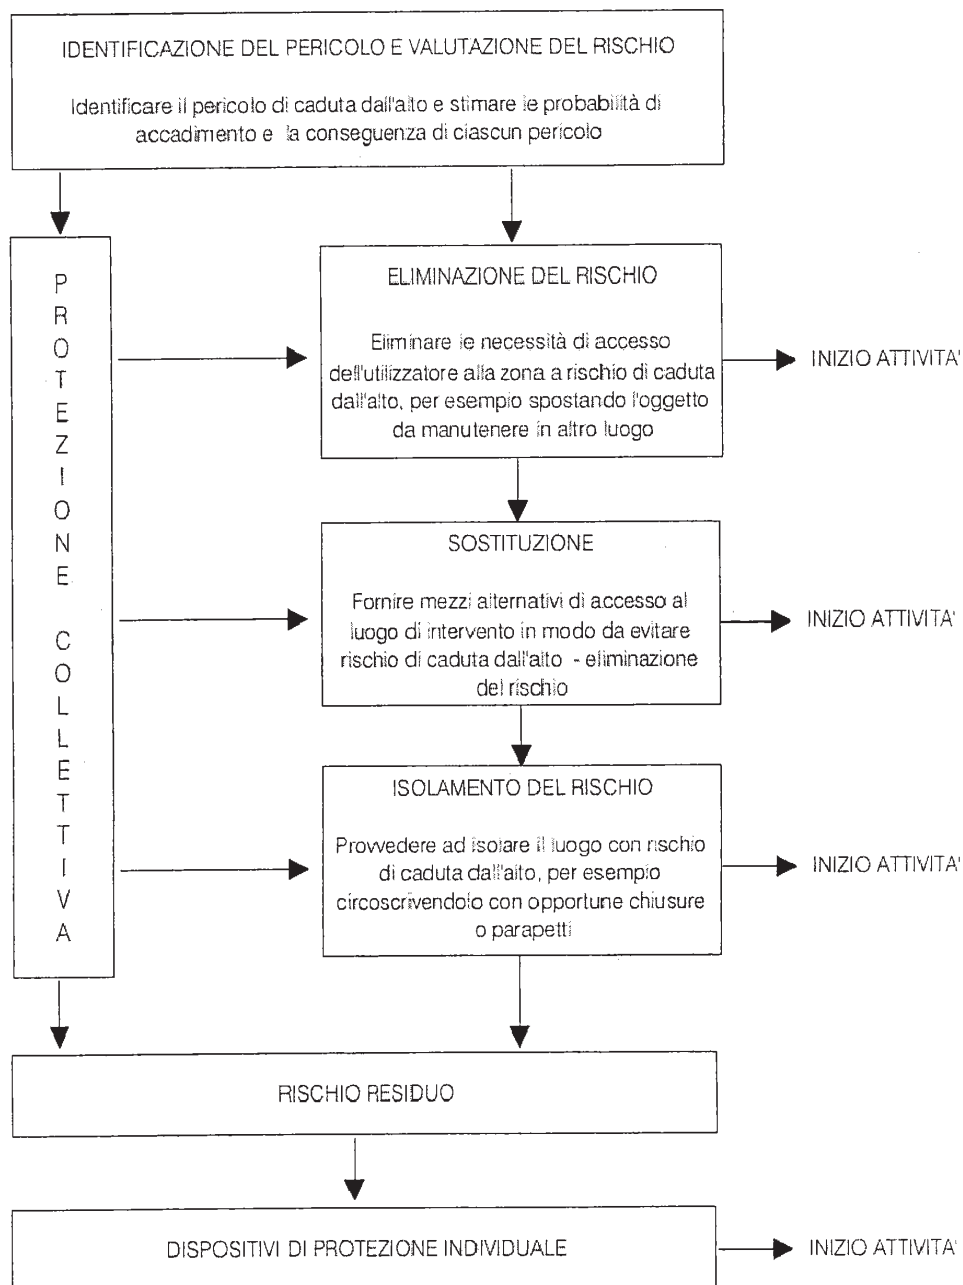 IDENTIFICAZIONE DEL PERICOLO E VALUTAZIONE DEL RISCHIO
Identificare il pericolo di caduta dall'alto e stimare le probabilità di
accadimento e la conseguenza di ciascun pericolo
PROTEZIONE COLLETTIVA
ELIMINAZIONE DEL RISCHIO
Eliminare le necessità di accesso
dell'utilizzatore alla zona a rischio di caduta
dall'alto, per esempio spostando l'oggetto
da manutenere in altro luogo
INIZIO ATTIVITA'
SOSTITUZIONE
Fornire mezzi alternativi di accesso al
luogo di intervento in modo da evitare
rischio di caduta dall'alto - eliminazione
del rischio
INIZIO ATTIVITA'
ISOLAMENTO DEL RISCHIO
Provvedere ad isolare il luogo con rischio
di caduta dall'alto, per esempio
circoscrivendolo con opportune chiusure
o parapetti
INIZIO ATTIVITA'
RISCHIO RESIDUO
DISPOSITIVI DI PROTEZIONE INDIVIDUALE
INIZIO ATTIVITA'